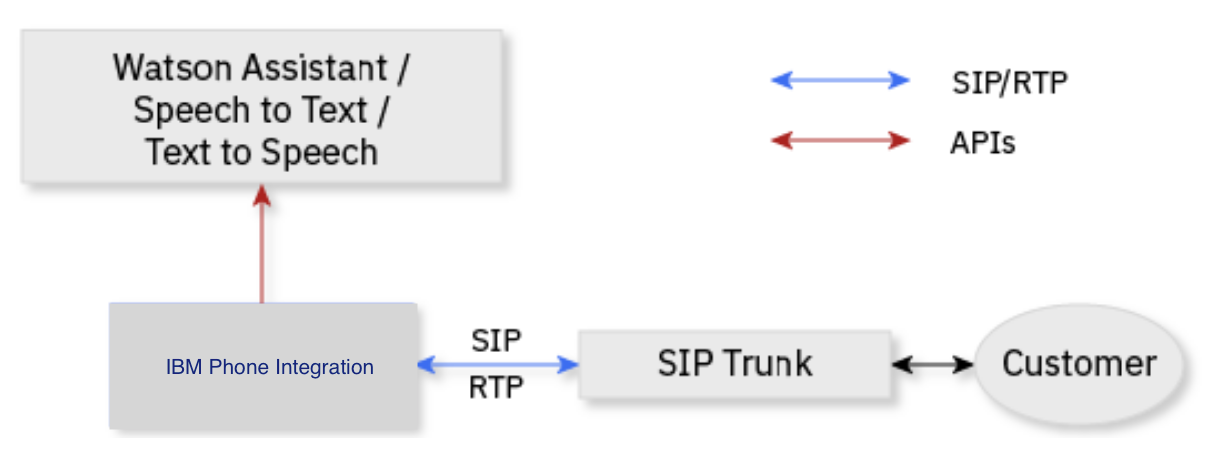 Watson Assistant /
Speech to Text /
Text to Speech
SIP/RTP
APIs
IBM Phone Integration
SIP
RTP
SIP Trunk
Customer